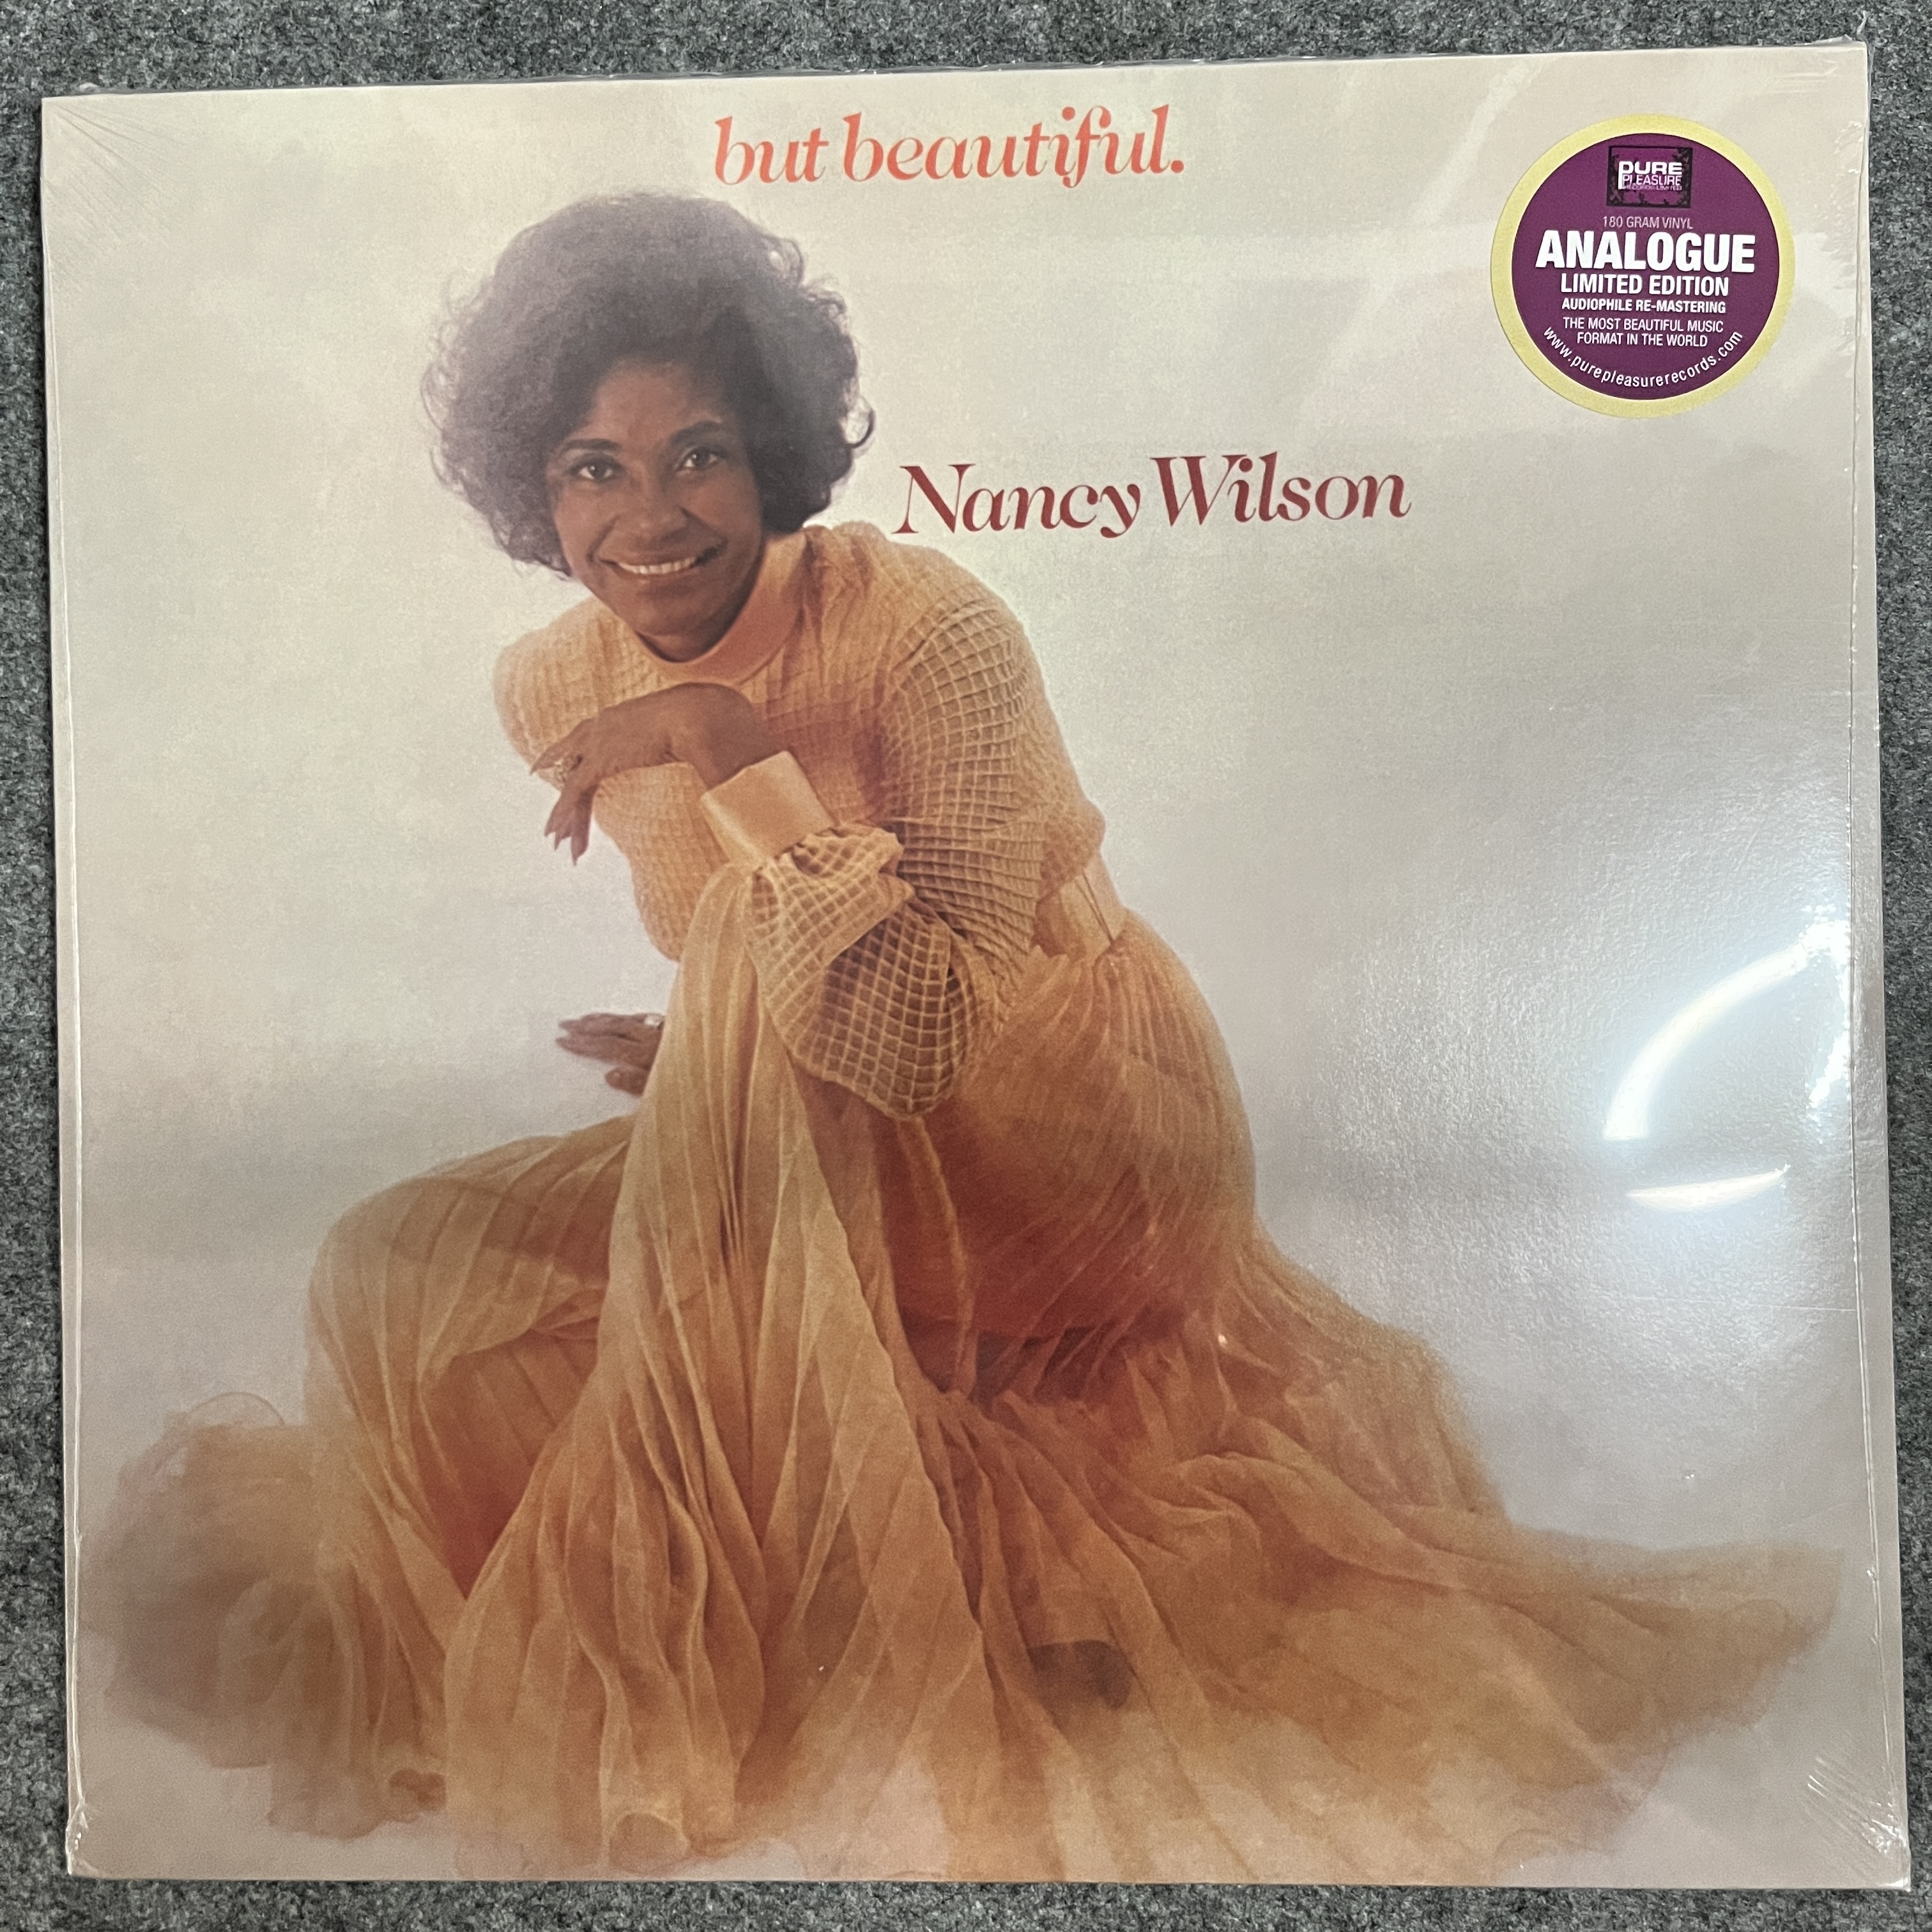 but beautiful.
PURE
PLEASURE
180 GRAM VINYL
ANALOGUE
LIMITED EDITION
AUDIOPHILE RE-MASTERING
THE MOST BEAUTIFUL MUSIC
FORMAT IN THE WORLD
www.purepleasurerecords.com
Nancy Wilson